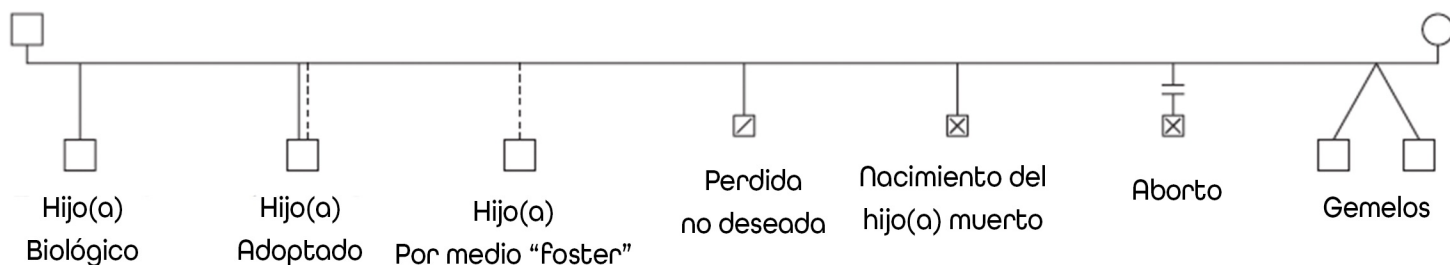 Hijo(a)
Biológico
Hijo(a)
Adoptado
Hijo(a)
Por medio “foster”
Perdida
no deseada
Nacimiento del
hijo(a) muerto
Aborto
Gemelos